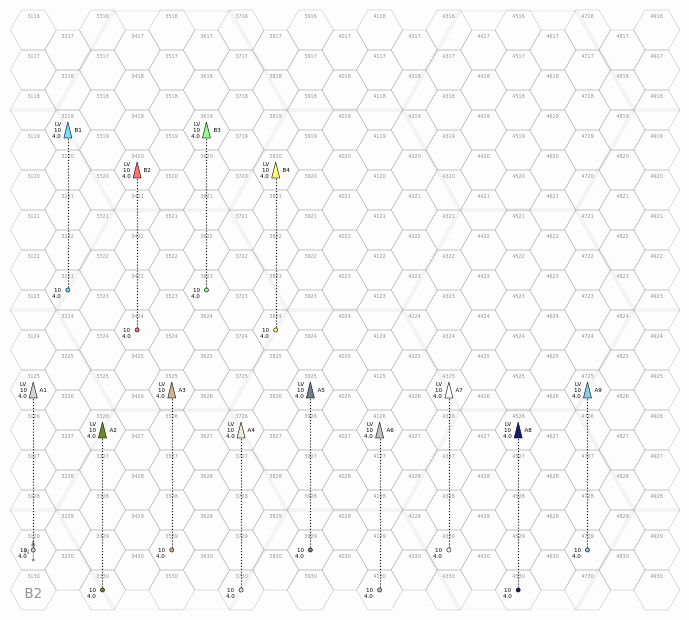 3116 3316 3516 3716 3916 4116 4316 4516 4716 4916
3217 3417 3617 3817 4017 4217 4417 4617 4817
3117 3317 3517 3717 3917 4117 4317 4517 4717 4917
3218 3418 3618 3818 4018 4218 4418 4618 4818
3118 3318 3518 3718 3918 4118 4318 4518 4718 4918
3219 3419 3619 3819 4019 4219 4419 4619 4819
LV LV
10 B1 10 B3
4.0 4.0
3119 3319 3519 3719 3919 4119 4319 4519 4719 4919
3220 3420 3620 3820 4020 4220 4420 4620 4820
LV LV
10 B2 10 B4
4.0 4.0
3120 3320 3520 3720 3920 4120 4320 4520 4720 4920
3221 3421 3621 3821 4021 4221 4421 4621 4821
3121 3321 3521 3721 3921 4121 4321 4521 4721 4921
3222 3422 3622 3822 4022 4222 4422 4622 4822
3122 3322 3522 3722 3922 4122 4322 4522 4722 4922
3223 3423 3623 3823 4023 4223 4423 4623 4823
10 10
4.0 4.0
3123 3323 3523 3723 3923 4123 4323 4523 4723 4923
3224 3424 3624 3824 4024 4224 4424 4624 4824
10 10
4.0 4.0
3124 3324 3524 3724 3924 4124 4324 4524 4724 4924
3225 3425 3625 3825 4025 4225 4425 4625 4825
3125 3325 3525 3725 3925 4125 4325 4525 4725 4925
LV LV LV LV LV
10 A1 10 A3 10 A5 10 A7 10 A9
4.0 4.0 4.0 4.0 4.0
3226 3426 3626 3826 4026 4226 4426 4626 4826
3126 3326 3526 3726 3926 4126 4326 4526 4726 4926
LV LV LV LV
10 A2 10 A4 10 A6 10 A8
4.0 4.0 4.0 4.0
3227 3427 3627 3827 4027 4227 4427 4627 4827
3127 3327 3527 3727 3927 4127 4327 4527 4727 4927
3228 3428 3628 3828 4028 4228 4428 4628 4828
3128 3328 3528 3728 3928 4128 4328 4528 4728 4928
3229 3429 3629 3829 4029 4229 4429 4629 4829
3129 3329 3529 3729 3929 4129 4329 4529 4729 4929
10 10 10 10 10
4.0 4.0 4.0 4.0 4.0
3230 3430 3630 3830 4030 4230 4430 4630 4830
3130 3330 3530 3730 3930 4130 4330 4530 4730 4930
10 10 10 10
4.0 4.0 4.0 4.0
B2